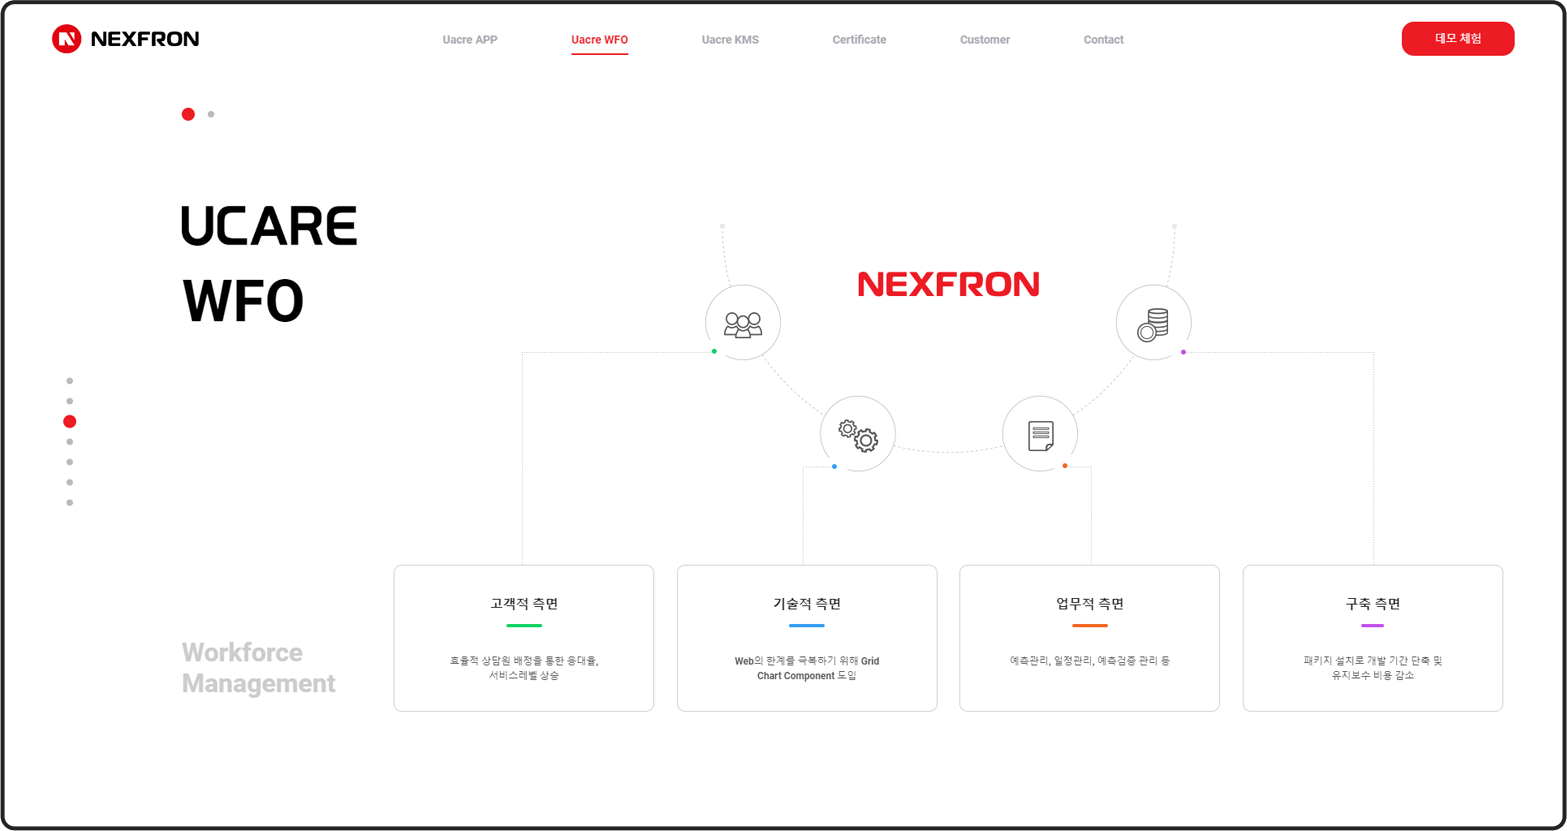 NEXFRON
Uacre APP
Uacre WFO
Uacre KMS
Certificate
Customer
Contact
데모 체험
UCARE
WFO
NEXFRON
Workforce
Management
고객적 측면
효율적 상담원 배정을 통한 응대율,
서비스레벨 상승
기술적 측면
Web의 한계를 극복하기 위해 Grid
Chart Component 도입
업무적 측면
예측관리, 일정관리, 예측검증 관리 등
구축 측면
패키지 설치로 개발 기간 단축 및
유지보수 비용 감소